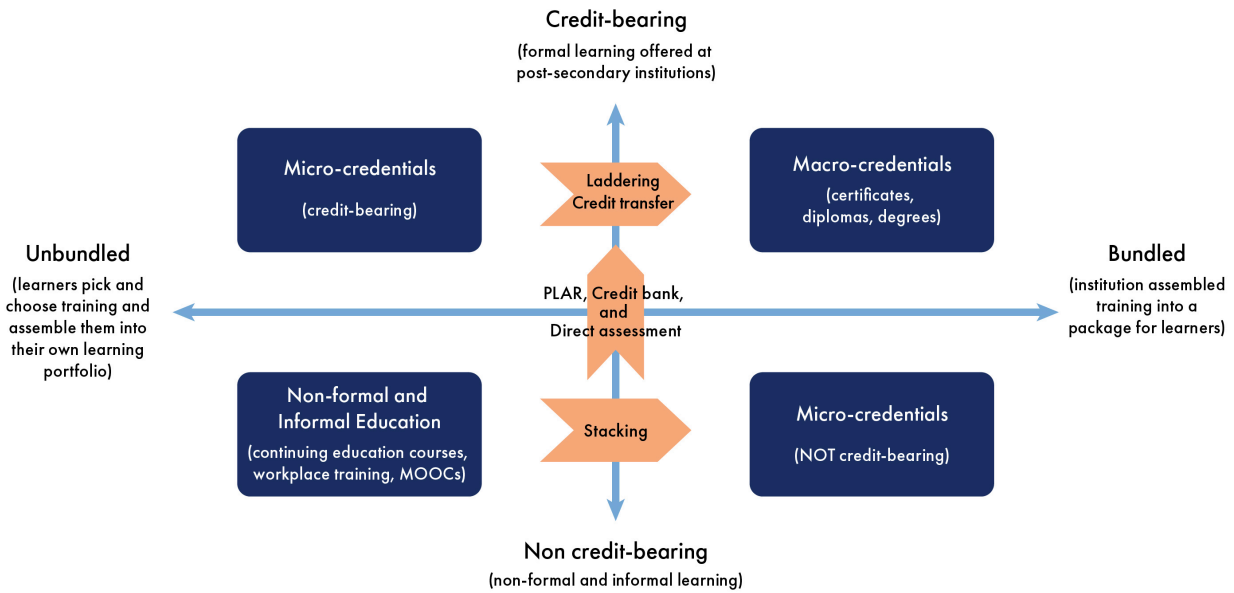 Credit-bearing
(formal learning offered at
post-secondary institutions)
Micro-credentials
(credit-bearing)
Laddering
Credit transfer
Macro-credentials
(certificates,
diplomas, degrees)
Unbundled
(learners pick and
choose training and
assemble them into
their own learning
portfolio)
PLAR, Credit bank,
and
Direct assessment
Bundled
(institution assembled
training into a
package for learners)
Non-formal and
Informal Education
(continuing education courses,
workplace training, MOOCs)
Stacking
Micro-credentials
(NOT credit-bearing)
Non credit-bearing
(non-formal and informal learning)